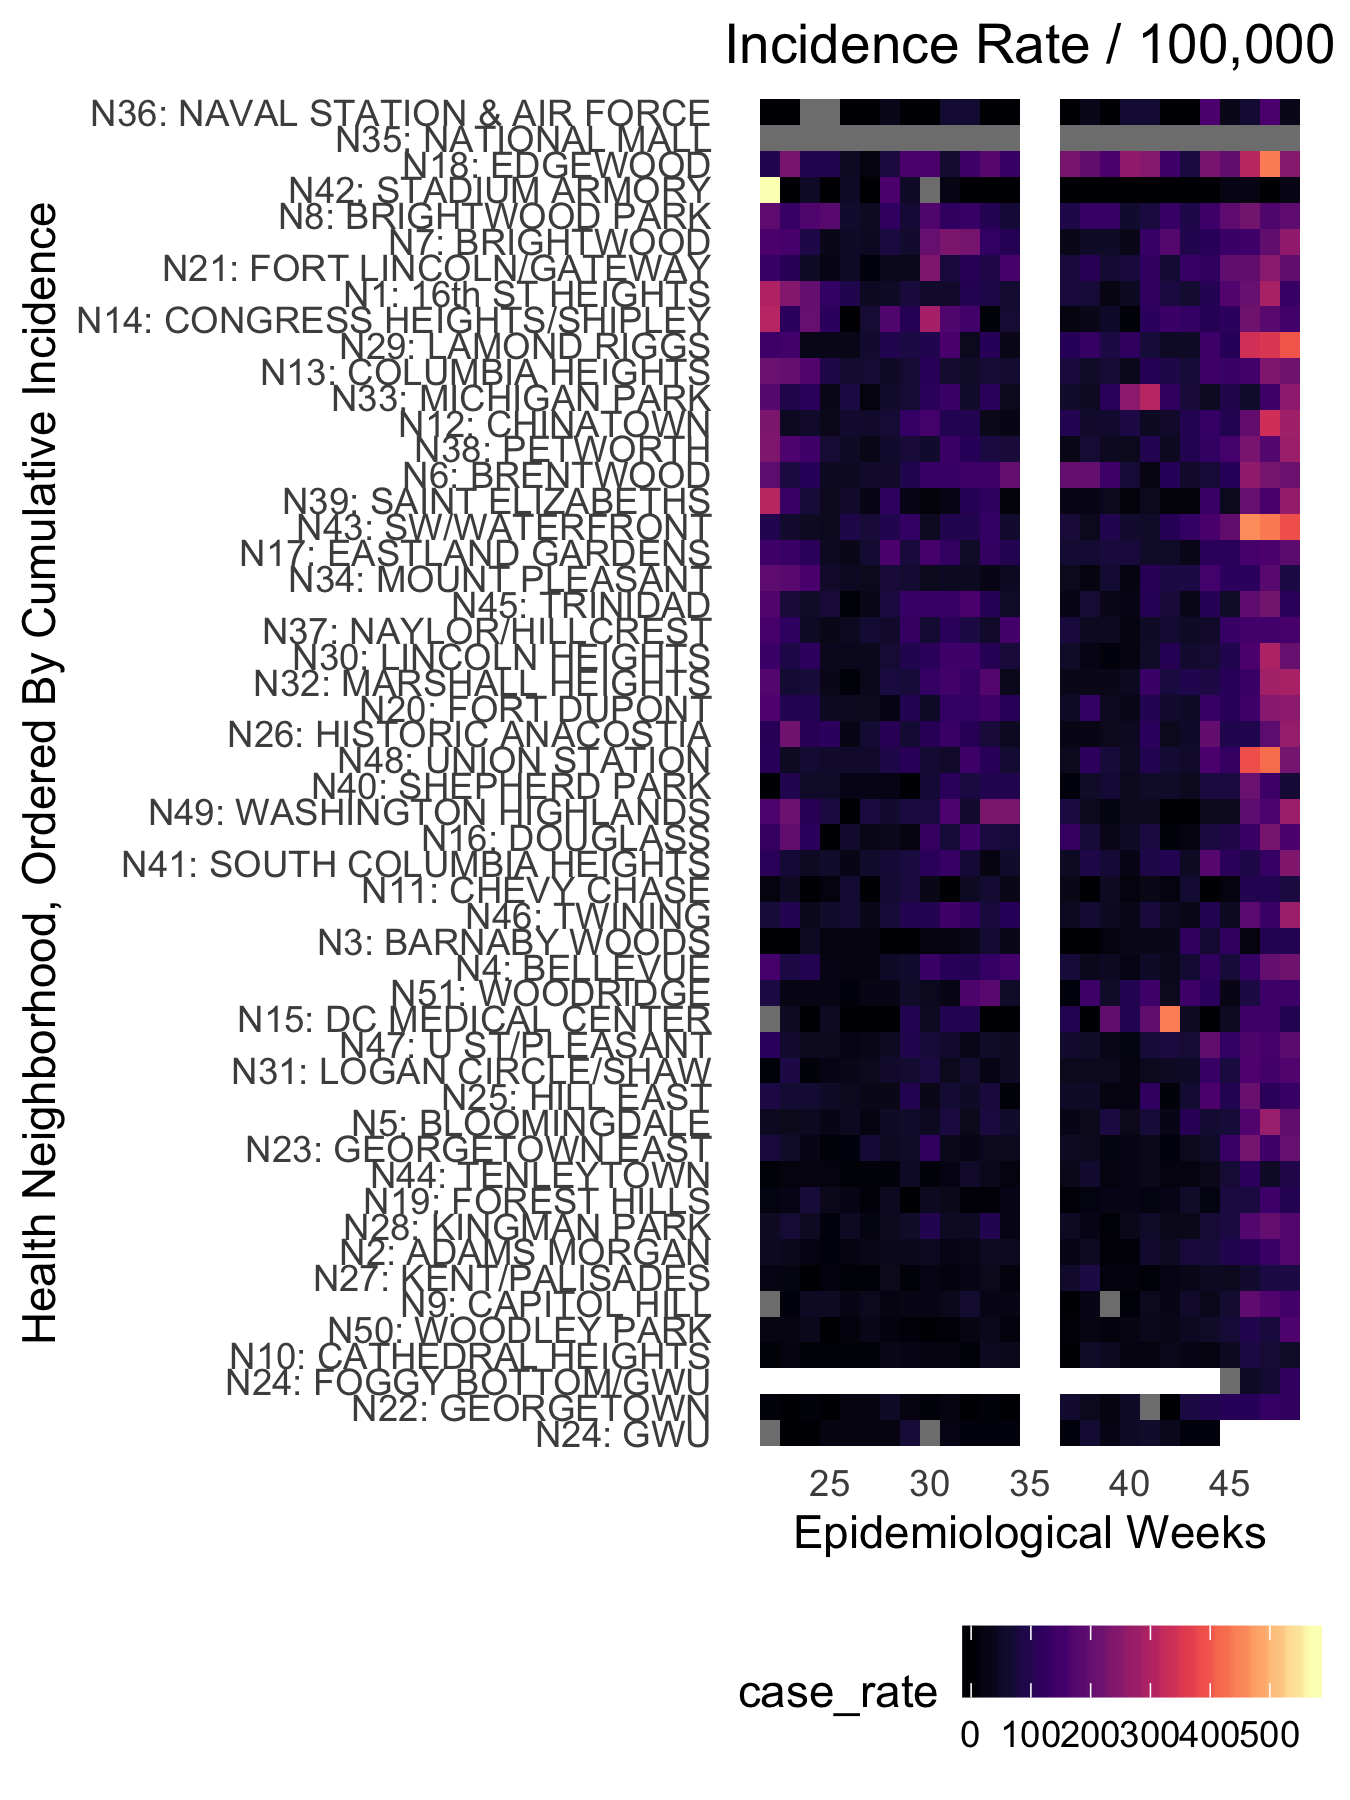 Incidence Rate / 100,000
Health Neighborhood, Ordered By Cumulative Incidence
N36: NAVAL STATION & AIR FORCE
N35: NATIONAL MALL
N18: EDGEWOOD
N42: STADIUM ARMORY
N8: BRIGHTWOOD PARK
N7: BRIGHTWOOD
N21: FORT LINCOLN/GATEWAY
N1: 16th ST HEIGHTS
N14: CONGRESS HEIGHTS/SHIPLEY
N29: LAMOND RIGGS
N13: COLUMBIA HEIGHTS
N33: MICHIGAN PARK
N12: CHINATOWN
N38: PETWORTH
N6: BRENTWOOD
N39: SAINT ELIZABETHS
N43: SW/WATERFRONT
N17: EASTLAND GARDENS
N34: MOUNT PLEASANT
N45: TRINIDAD
N37: NAYLOR/HILLCREST
N30: LINCOLN HEIGHTS
N32: MARSHALL HEIGHTS
N20: FORT DUPONT
N26: HISTORIC ANACOSTIA
N48: UNION STATION
N40: SHEPHERD PARK
N49: WASHINGTON HIGHLANDS
N16: DOUGLASS
N41: SOUTH COLUMBIA HEIGHTS
N11: CHEVY CHASE
N46: TWINING
N3: BARNABY WOODS
N4: BELLEVUE
N51: WOODRIDGE
N15: DC MEDICAL CENTER
N47: U ST/PLEASANT
N31: LOGAN CIRCLE/SHAW
N25: HILL EAST
N5: BLOOMINGDALE
N23: GEORGETOWN EAST
N44: TENLEYTOWN
N19: FOREST HILLS
N28: KINGMAN PARK
N2: ADAMS MORGAN
N27: KENT/PALISADES
N9: CAPITOL HILL
N50: WOODLEY PARK
N10: CATHEDRAL HEIGHTS
N24: FOGGY BOTTOM/GWU
N22: GEORGETOWN
N24: GWU
25 30 35 40 45
Epidemiological Weeks
case_rate
0 100 200 300 400 500